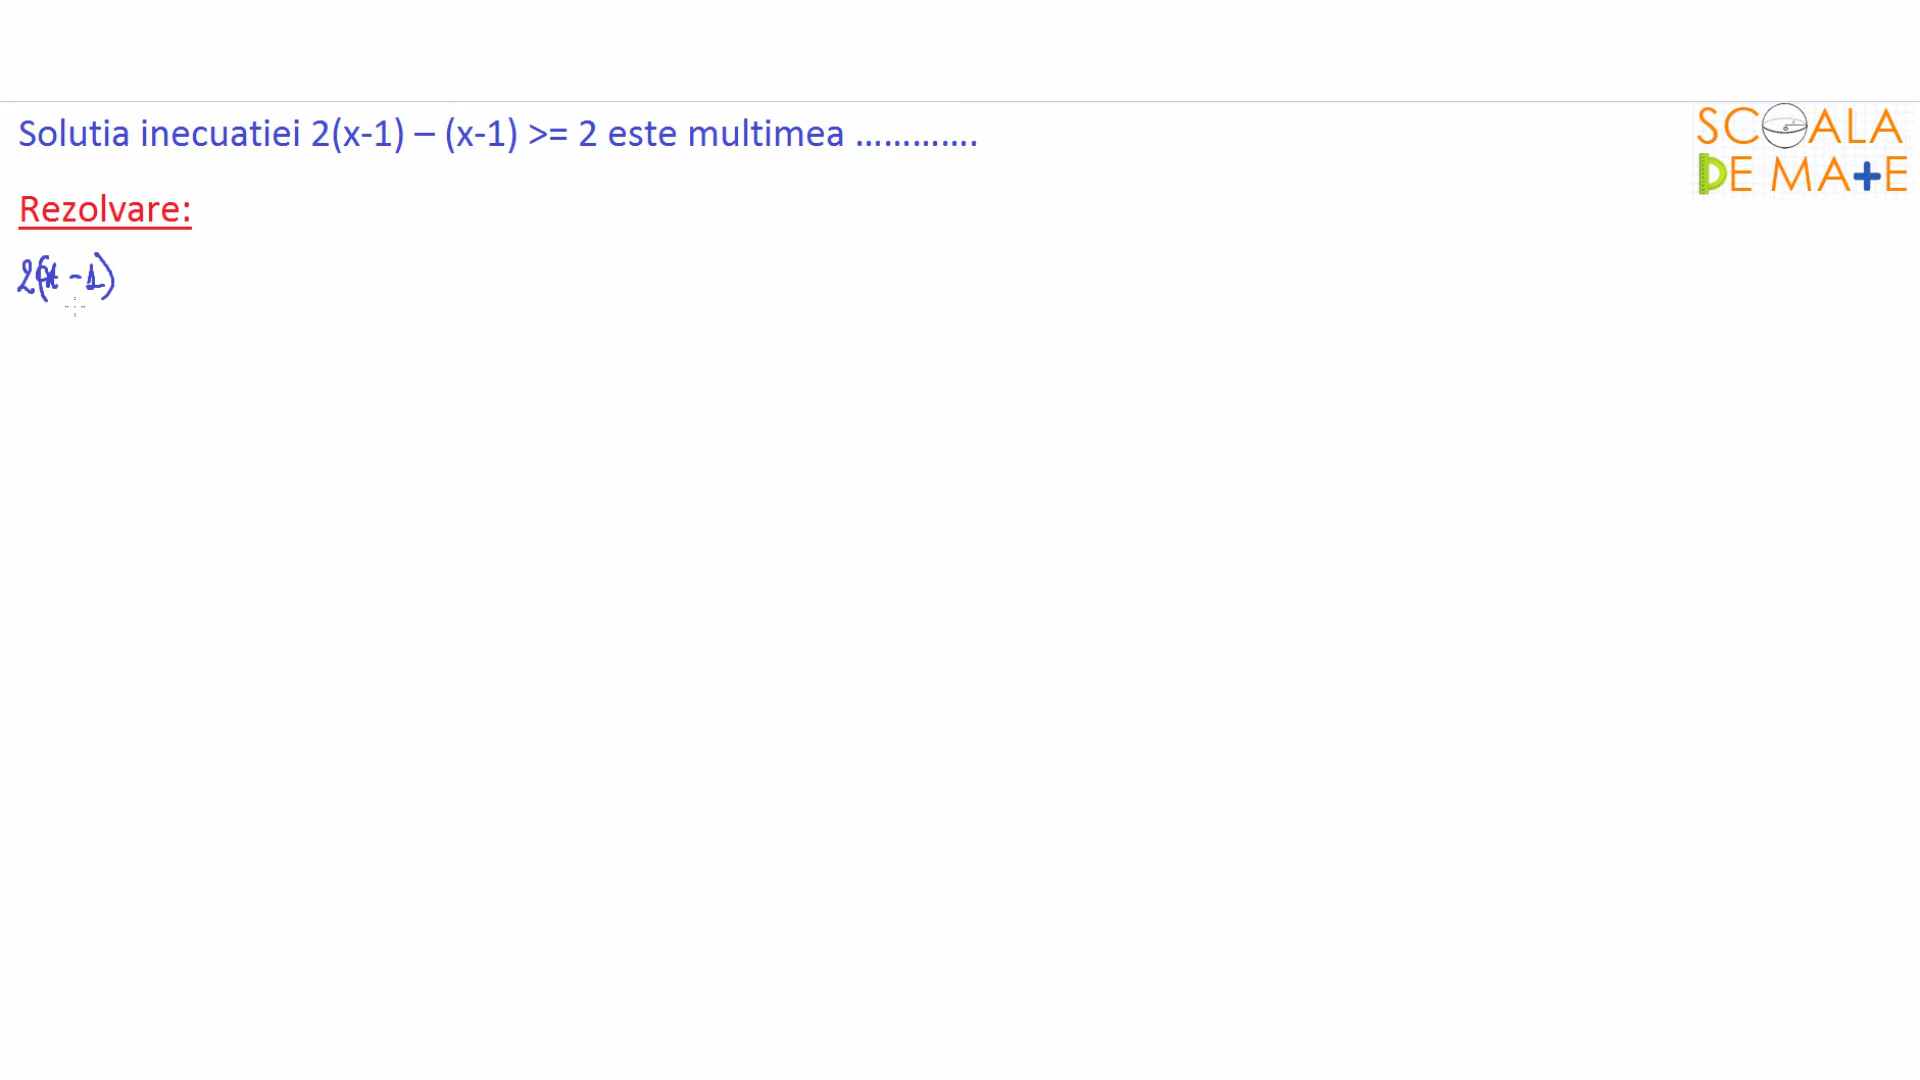 Solutia inecuatiei 2(x-1) – (x-1) >= 2 este multimea .............
SCOALA
DE MATE
Rezolvare:
2(x-1)